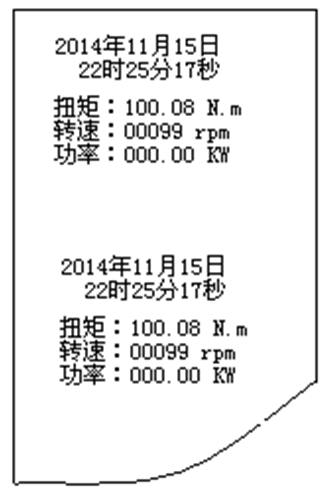 2014年11月15日
22时25分17秒
扭矩：100.08 N.m
转速：00099 rpm
功率：000.00 KW
2014年11月15日
22时25分17秒
扭矩：100.08 N.m
转速：00099 rpm
功率：000.00 KW